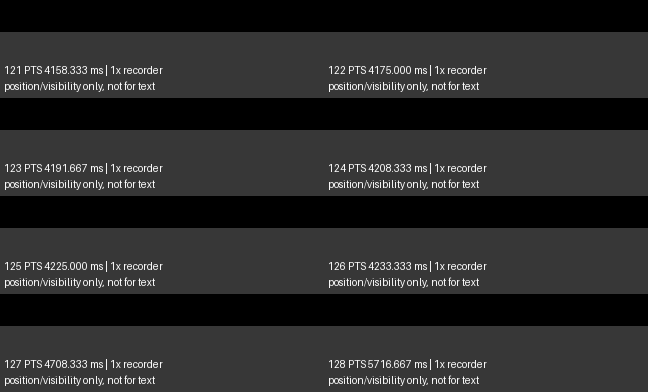 121 PTS 4158.333 ms | 1x recorder
position/visibility only, not for text
122 PTS 4175.000 ms | 1x recorder
position/visibility only, not for text
123 PTS 4191.667 ms | 1x recorder
position/visibility only, not for text
124 PTS 4208.333 ms | 1x recorder
position/visibility only, not for text
125 PTS 4225.000 ms | 1x recorder
position/visibility only, not for text
126 PTS 4233.333 ms | 1x recorder
position/visibility only, not for text
127 PTS 4708.333 ms | 1x recorder
position/visibility only, not for text
128 PTS 5716.667 ms | 1x recorder
position/visibility only, not for text